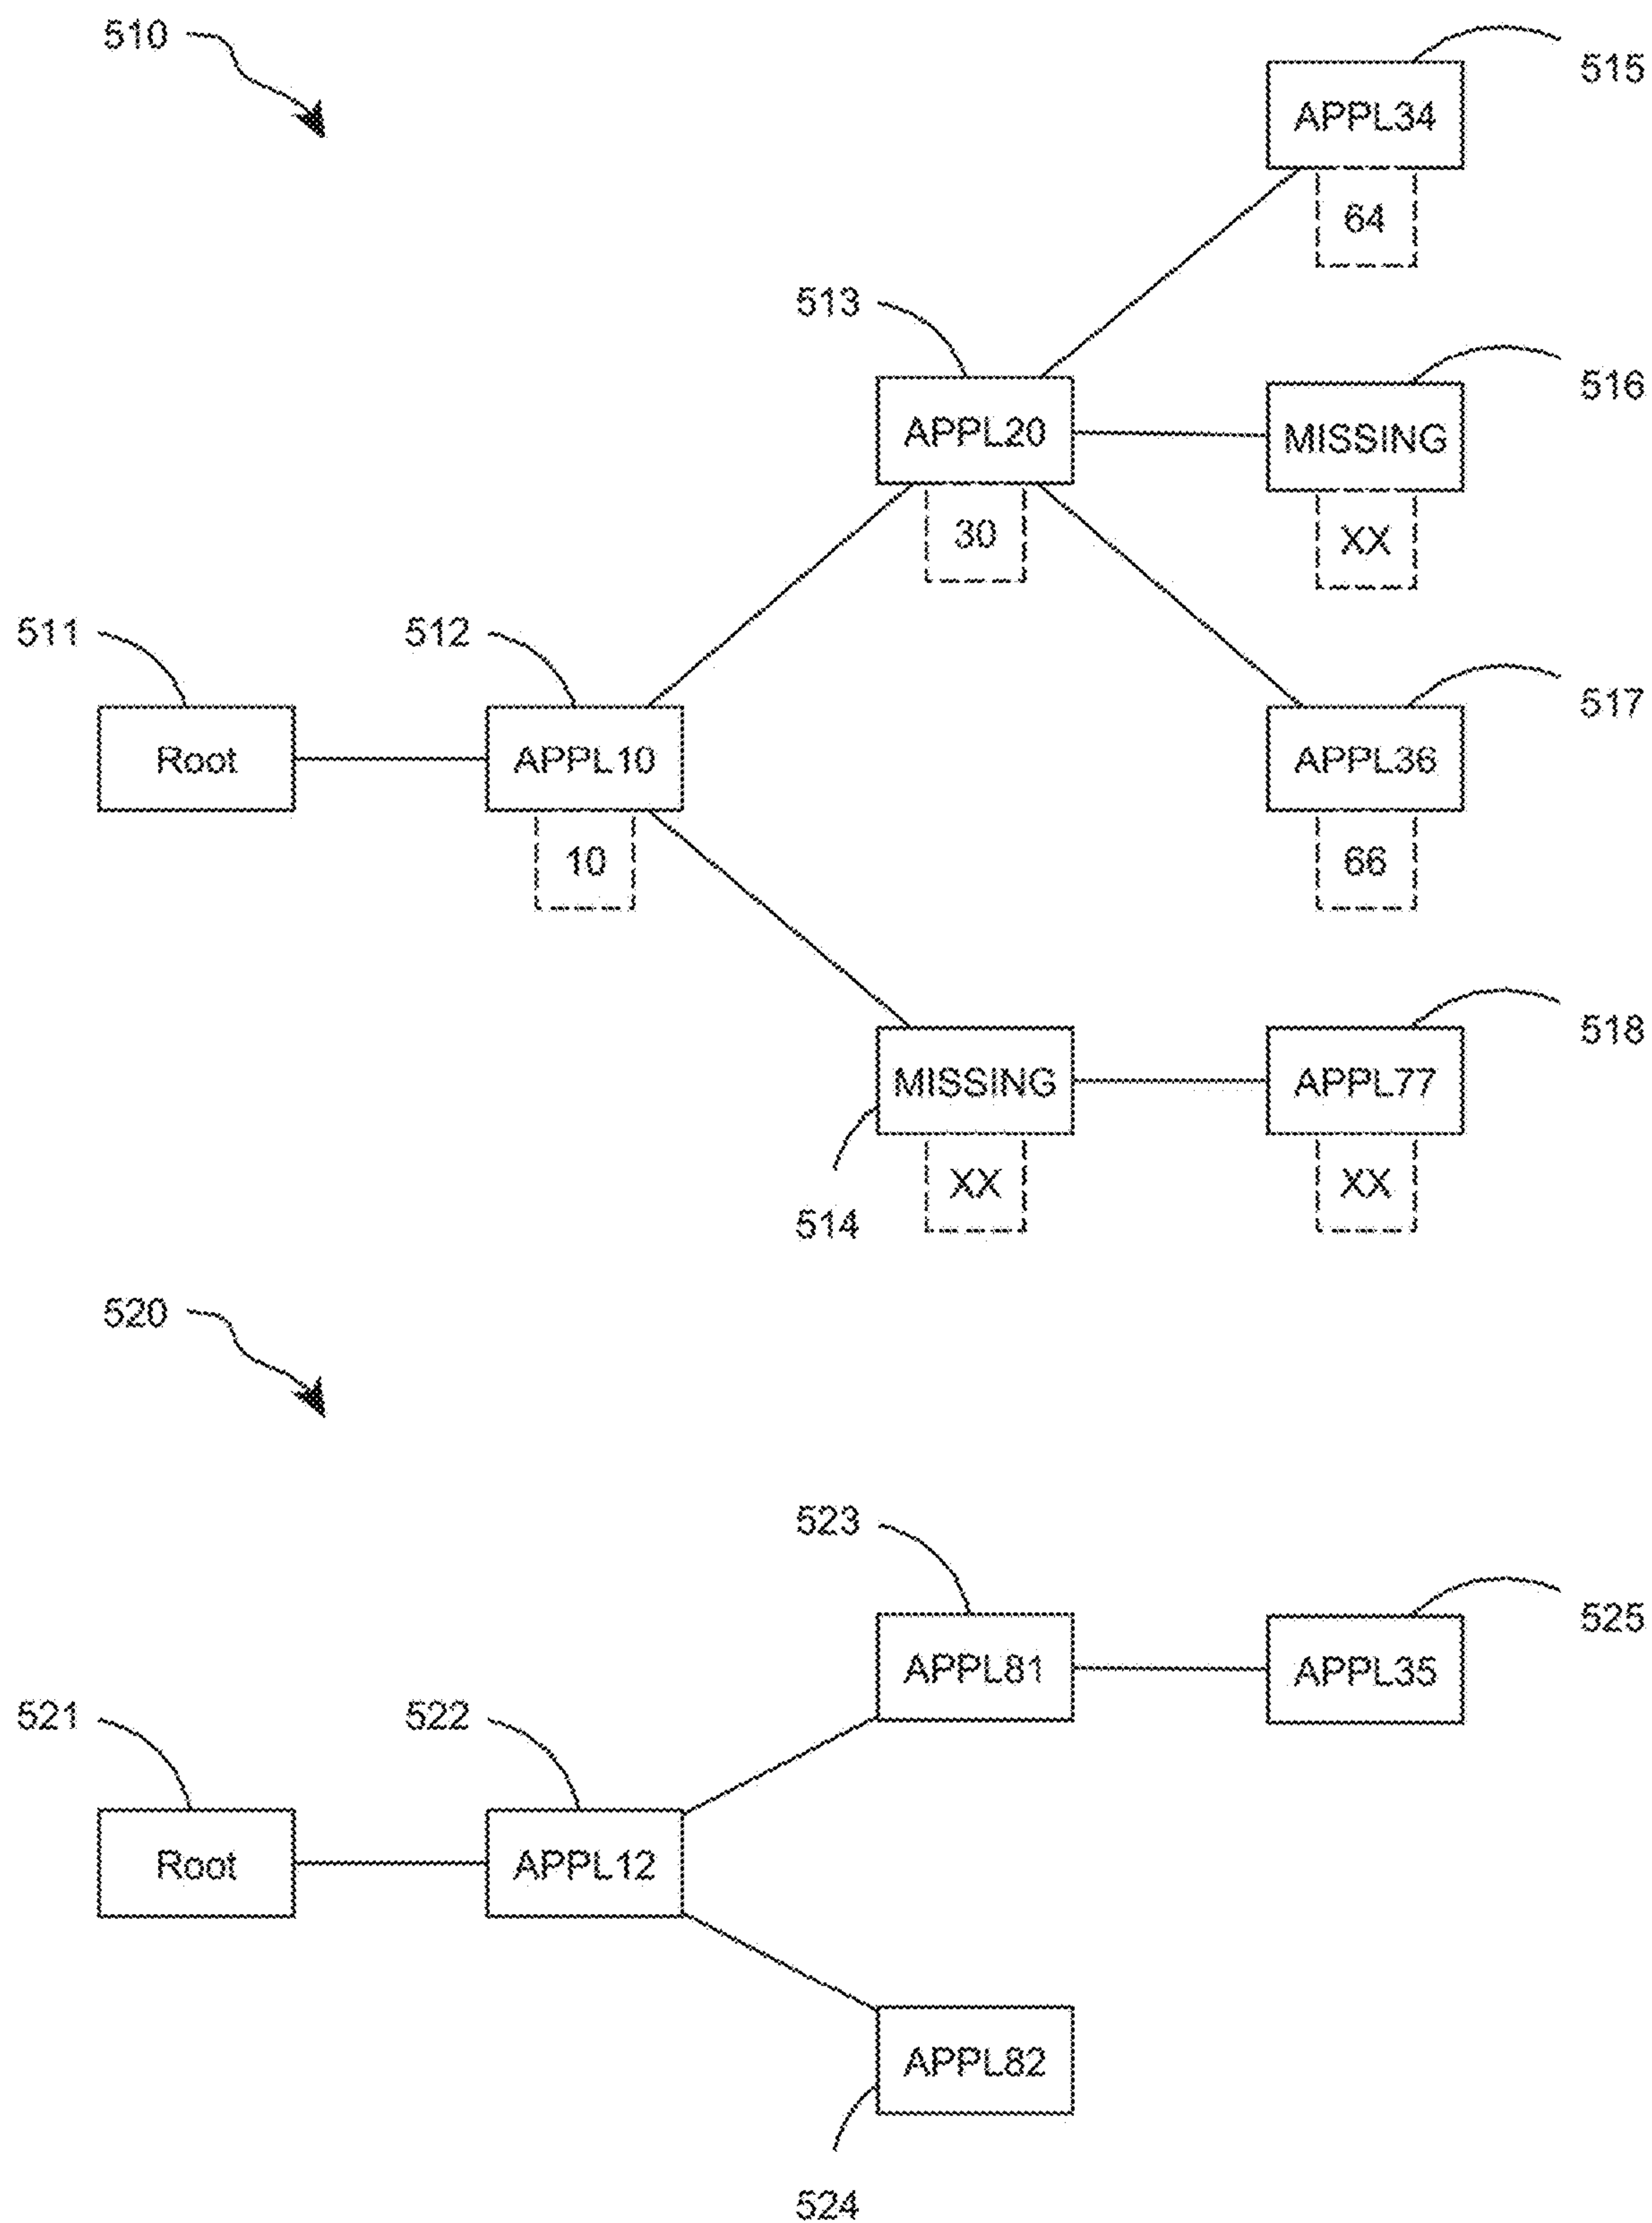 510
515
APPL34
64
513
516
APPL20
MISSING
30
XX
511
512
517
Root
APPL10
APPL36
10
66
518
MISSING
APPL77
514
XX
XX
520
523
525
APPL81
APPL35
521
522
Root
APPL12
APPL82
524